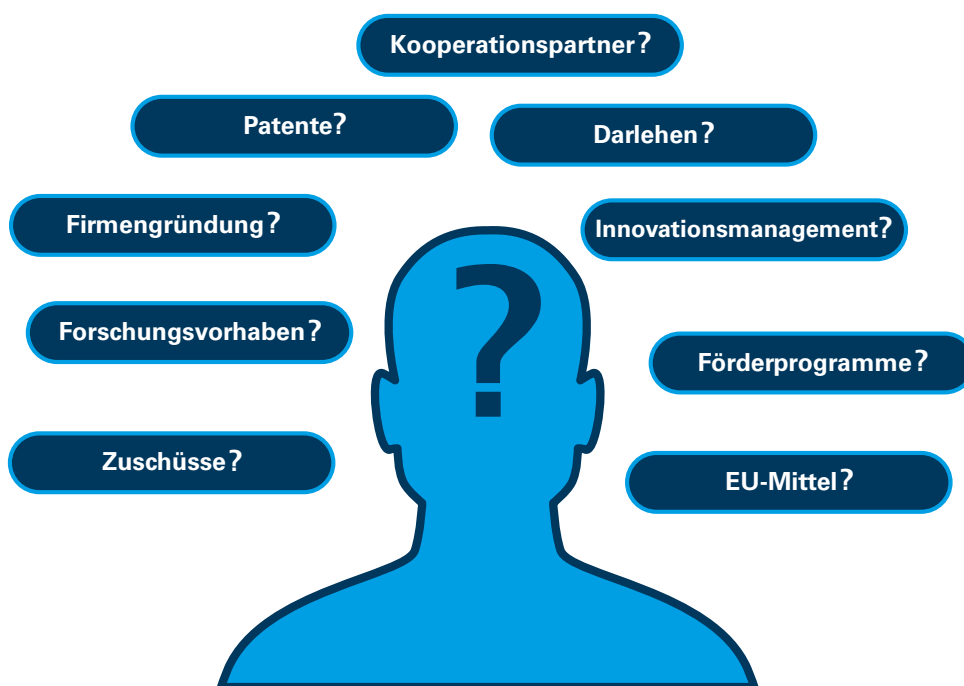 Kooperationspartner?
Patente?
Darlehen?
Firmengründung?
Innovationsmanagement?
?
Forschungsvorhaben?
Förderprogramme?
Zuschüsse?
EU-Mittel?